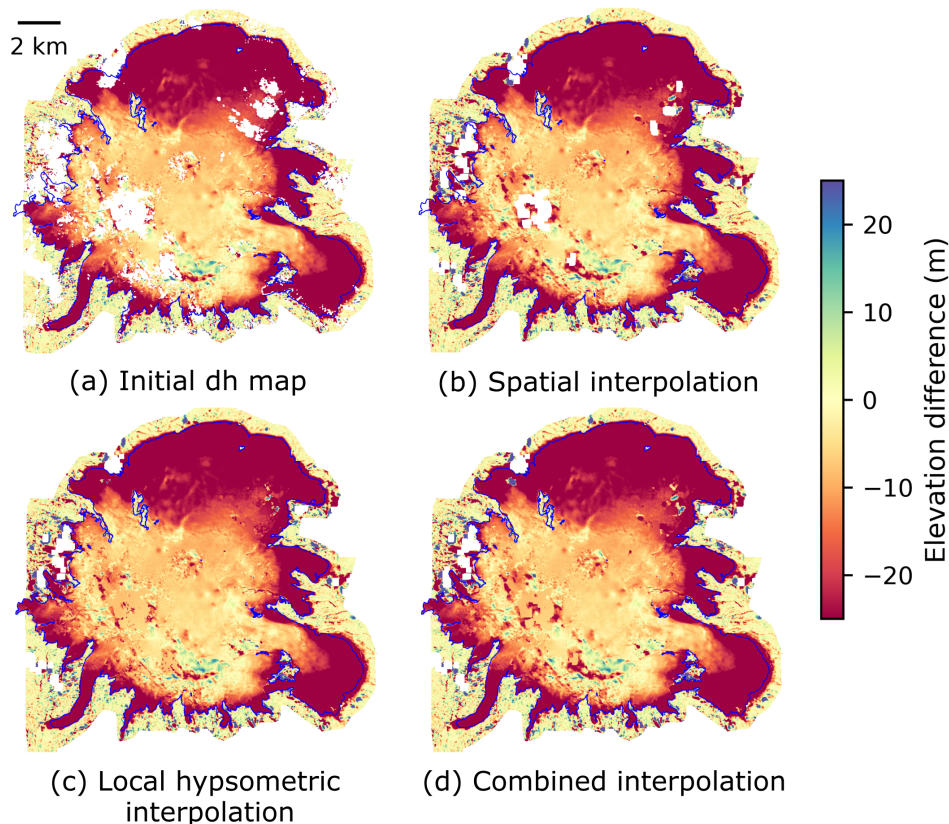 2 km
(a) Initial dh map
(b) Spatial interpolation
(c) Local hypsometric
interpolation
(d) Combined interpolation
20
10
0
−10
−20
Elevation difference (m)